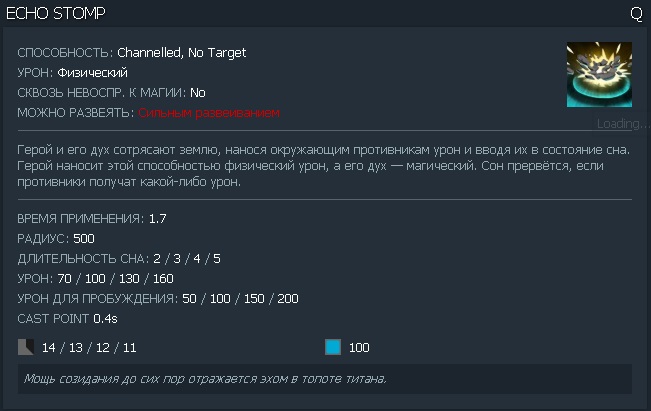 ECHO STOMP Q
СПОСОБНОСТЬ: Channelled, No Target
УРОН: Физический
СКВОЗЬ НЕВОСПР. К МАГИИ: No
МОЖНО РАЗВЕЯТЬ: Сильным развеиванием
Loading...
Герой и его дух сотрясают землю, нанося окружающим противникам урон и вводя их в состояние сна.
Герой наносит этой способностью физический урон, а его дух — магический. Сон прервётся, если
противники получат какой-либо урон.
ВРЕМЯ ПРИМЕНЕНИЯ: 1.7
РАДИУС: 500
ДЛИТЕЛЬНОСТЬ СНА: 2 / 3 / 4 / 5
УРОН: 70 / 100 / 130 / 160
УРОН ДЛЯ ПРОБУЖДЕНИЯ: 50 / 100 / 150 / 200
CAST POINT 0.4s
14 / 13 / 12 / 11 100
Мощь созидания до сих пор отражается эхом в топоте титана.